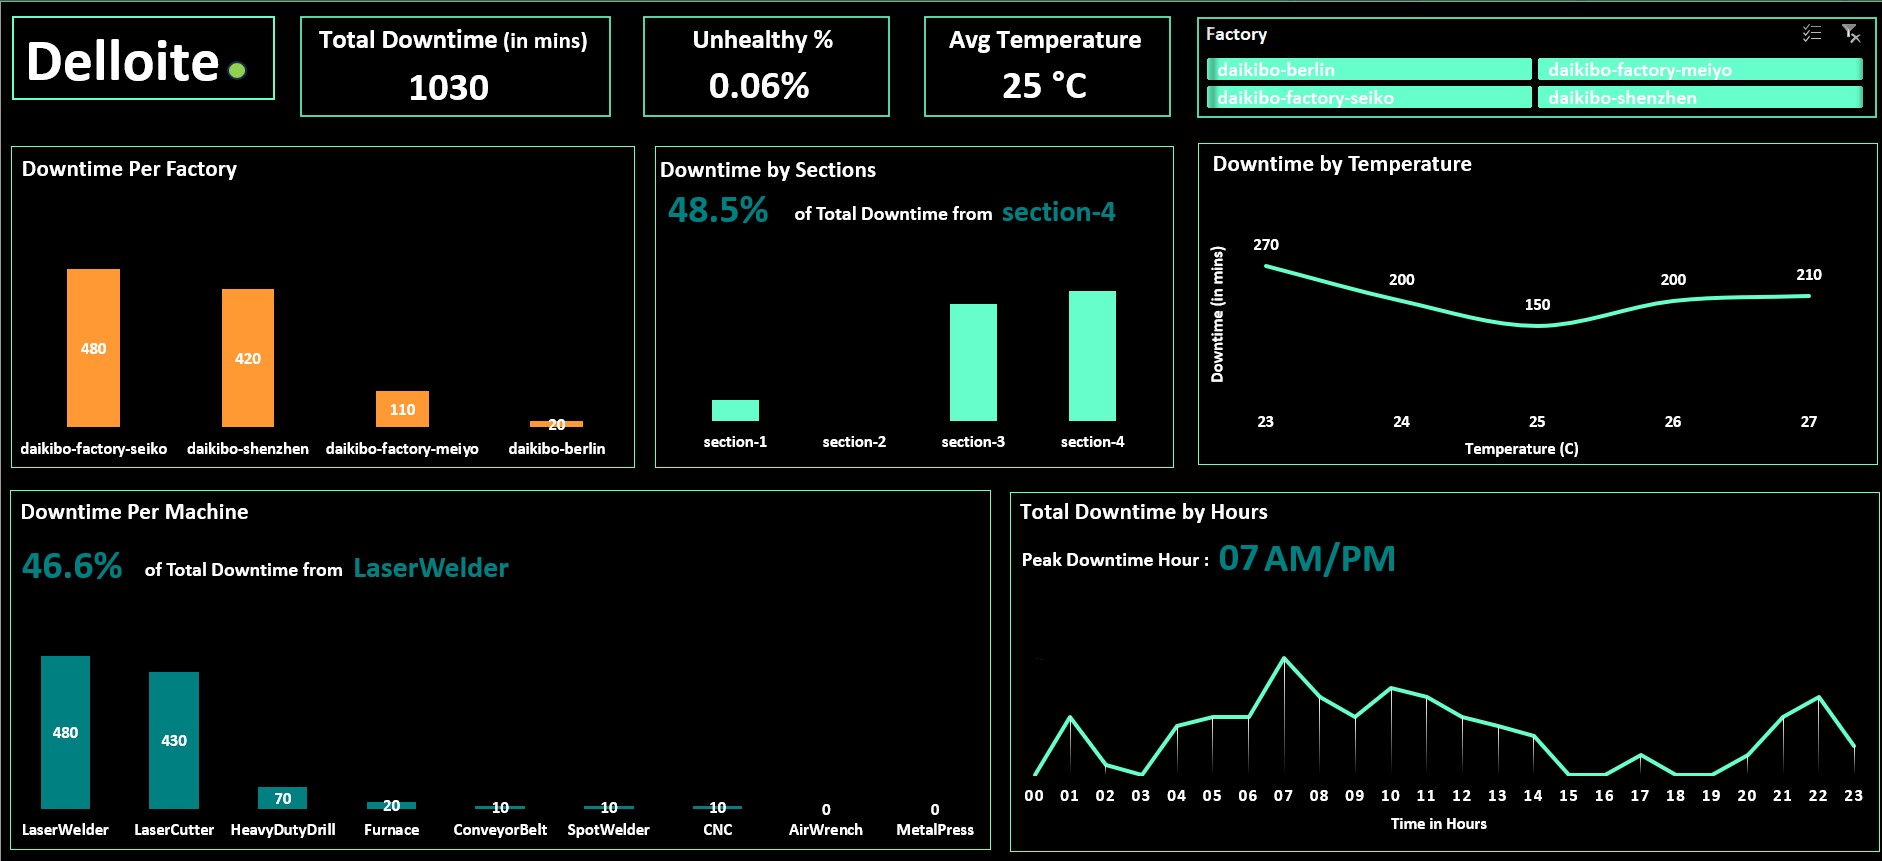 Delloite
Total Downtime (in mins)
1030
Unhealthy %
0.06%
Avg Temperature
25 °C
Factory
daikibo-berlin
daikibo-factory-meiyo
daikibo-factory-seiko
daikibo-shenzhen
Downtime Per Factory
480
420
110
20
daikibo-factory-seiko
daikibo-shenzhen
daikibo-factory-meiyo
daikibo-berlin
Downtime by Sections
48.5% of Total Downtime from section-4
section-1
section-2
section-3
section-4
Downtime by Temperature
Downtime (in mins)
270
200
150
200
210
23
24
25
26
27
Temperature (C)
Downtime Per Machine
46.6% of Total Downtime from LaserWelder
480
430
70
20
10
10
10
0
0
LaserWelder
LaserCutter
HeavyDutyDrill
Furnace
ConveyorBelt
SpotWelder
CNC
AirWrench
MetalPress
Total Downtime by Hours
Peak Downtime Hour : 07 AM/PM
00 01 02 03 04 05 06 07 08 09 10 11 12 13 14 15 16 17 18 19 20 21 22 23
Time in Hours